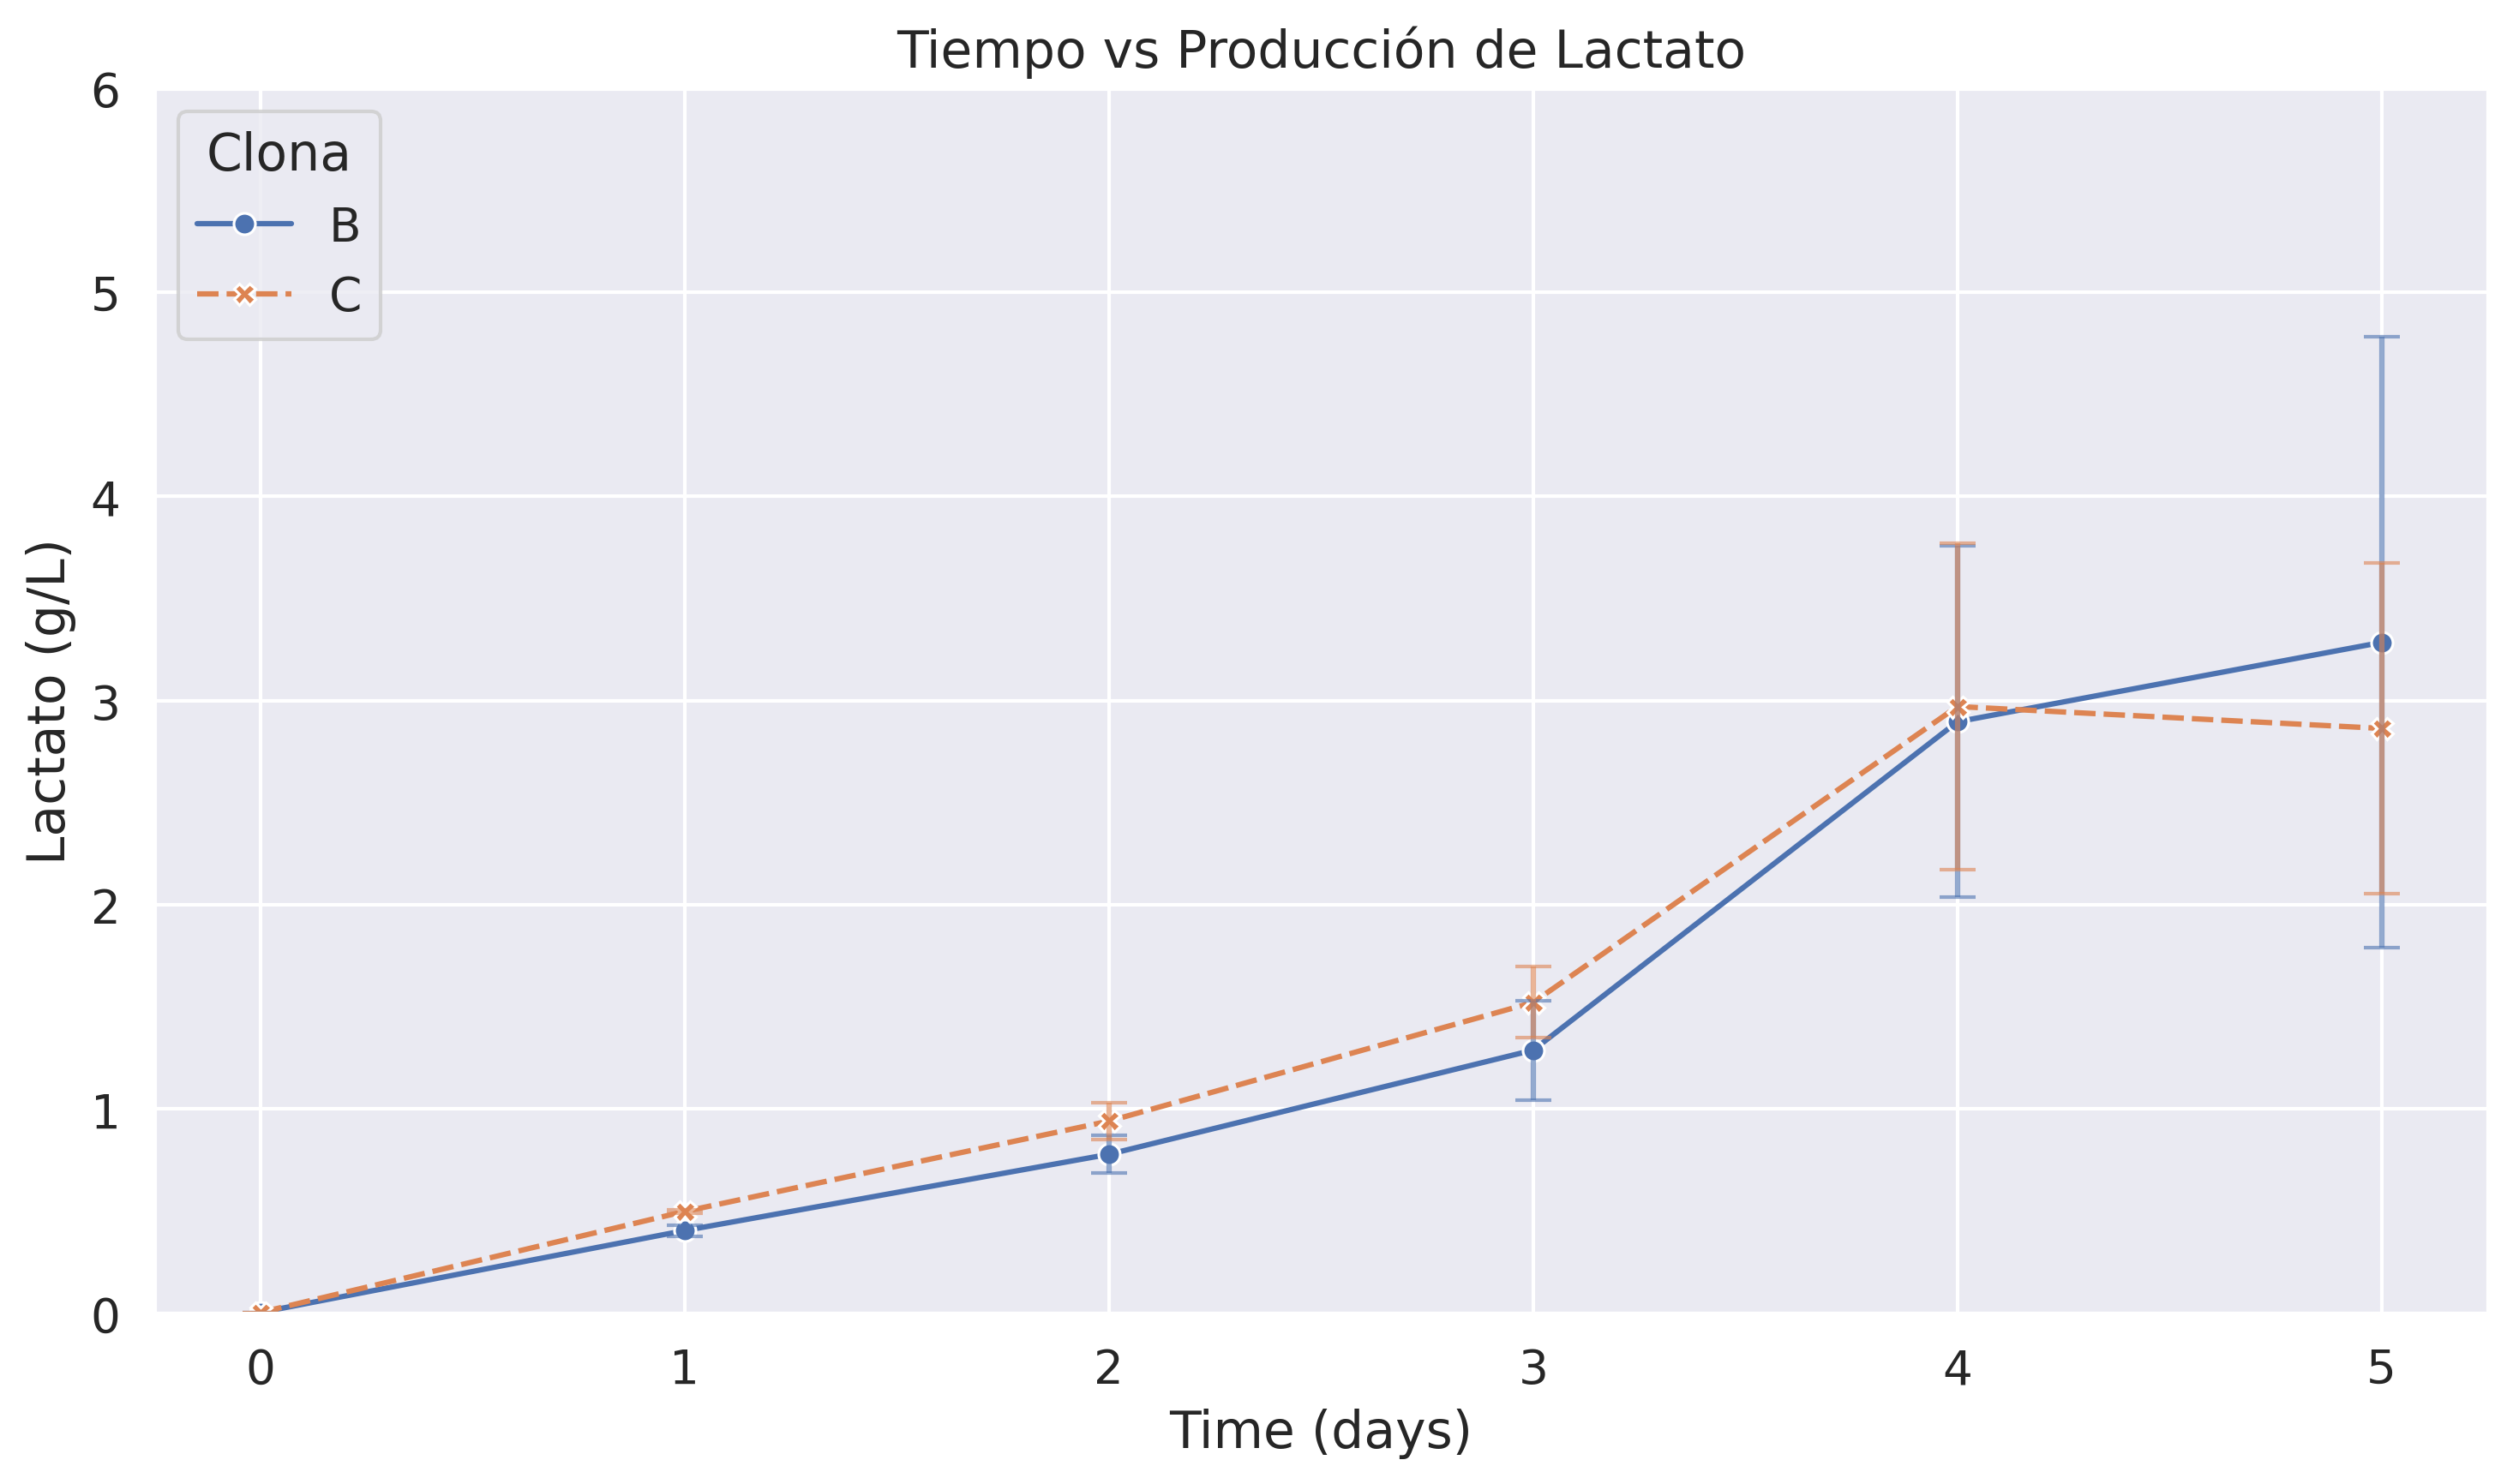 Tiempo vs Producción de Lactato
6
5
4
3
2
1
0
Lactato (g/L)
Clona
B
C
0 1 2 3 4 5
Time (days)